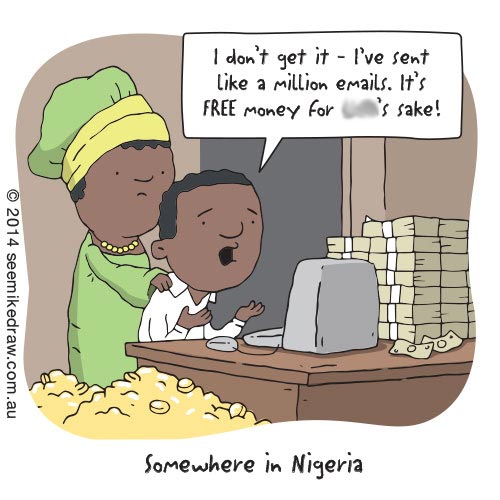 I don't get it - I've sent
like a million emails. It's
FREE money for 's sake!
© 2014 seemikedraw.com.au
Somewhere in Nigeria